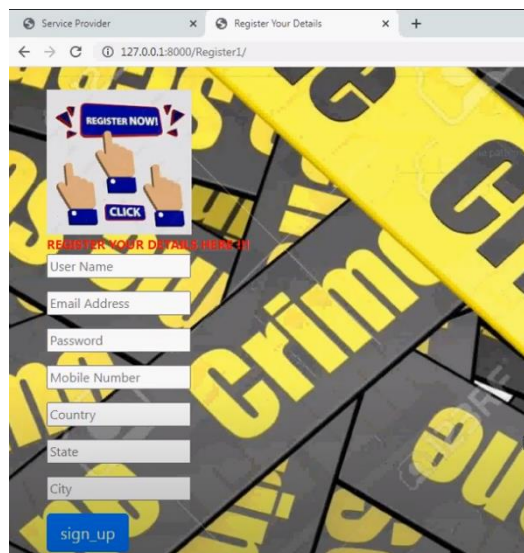 Service Provider
Register Your Details
127.0.0.1:8000/Register1/
REGISTER NOW!
CLICK
REGISTER YOUR DETAILS HERE !!!
User Name
Email Address
Password
Mobile Number
Country
State
City
sign_up
Crime